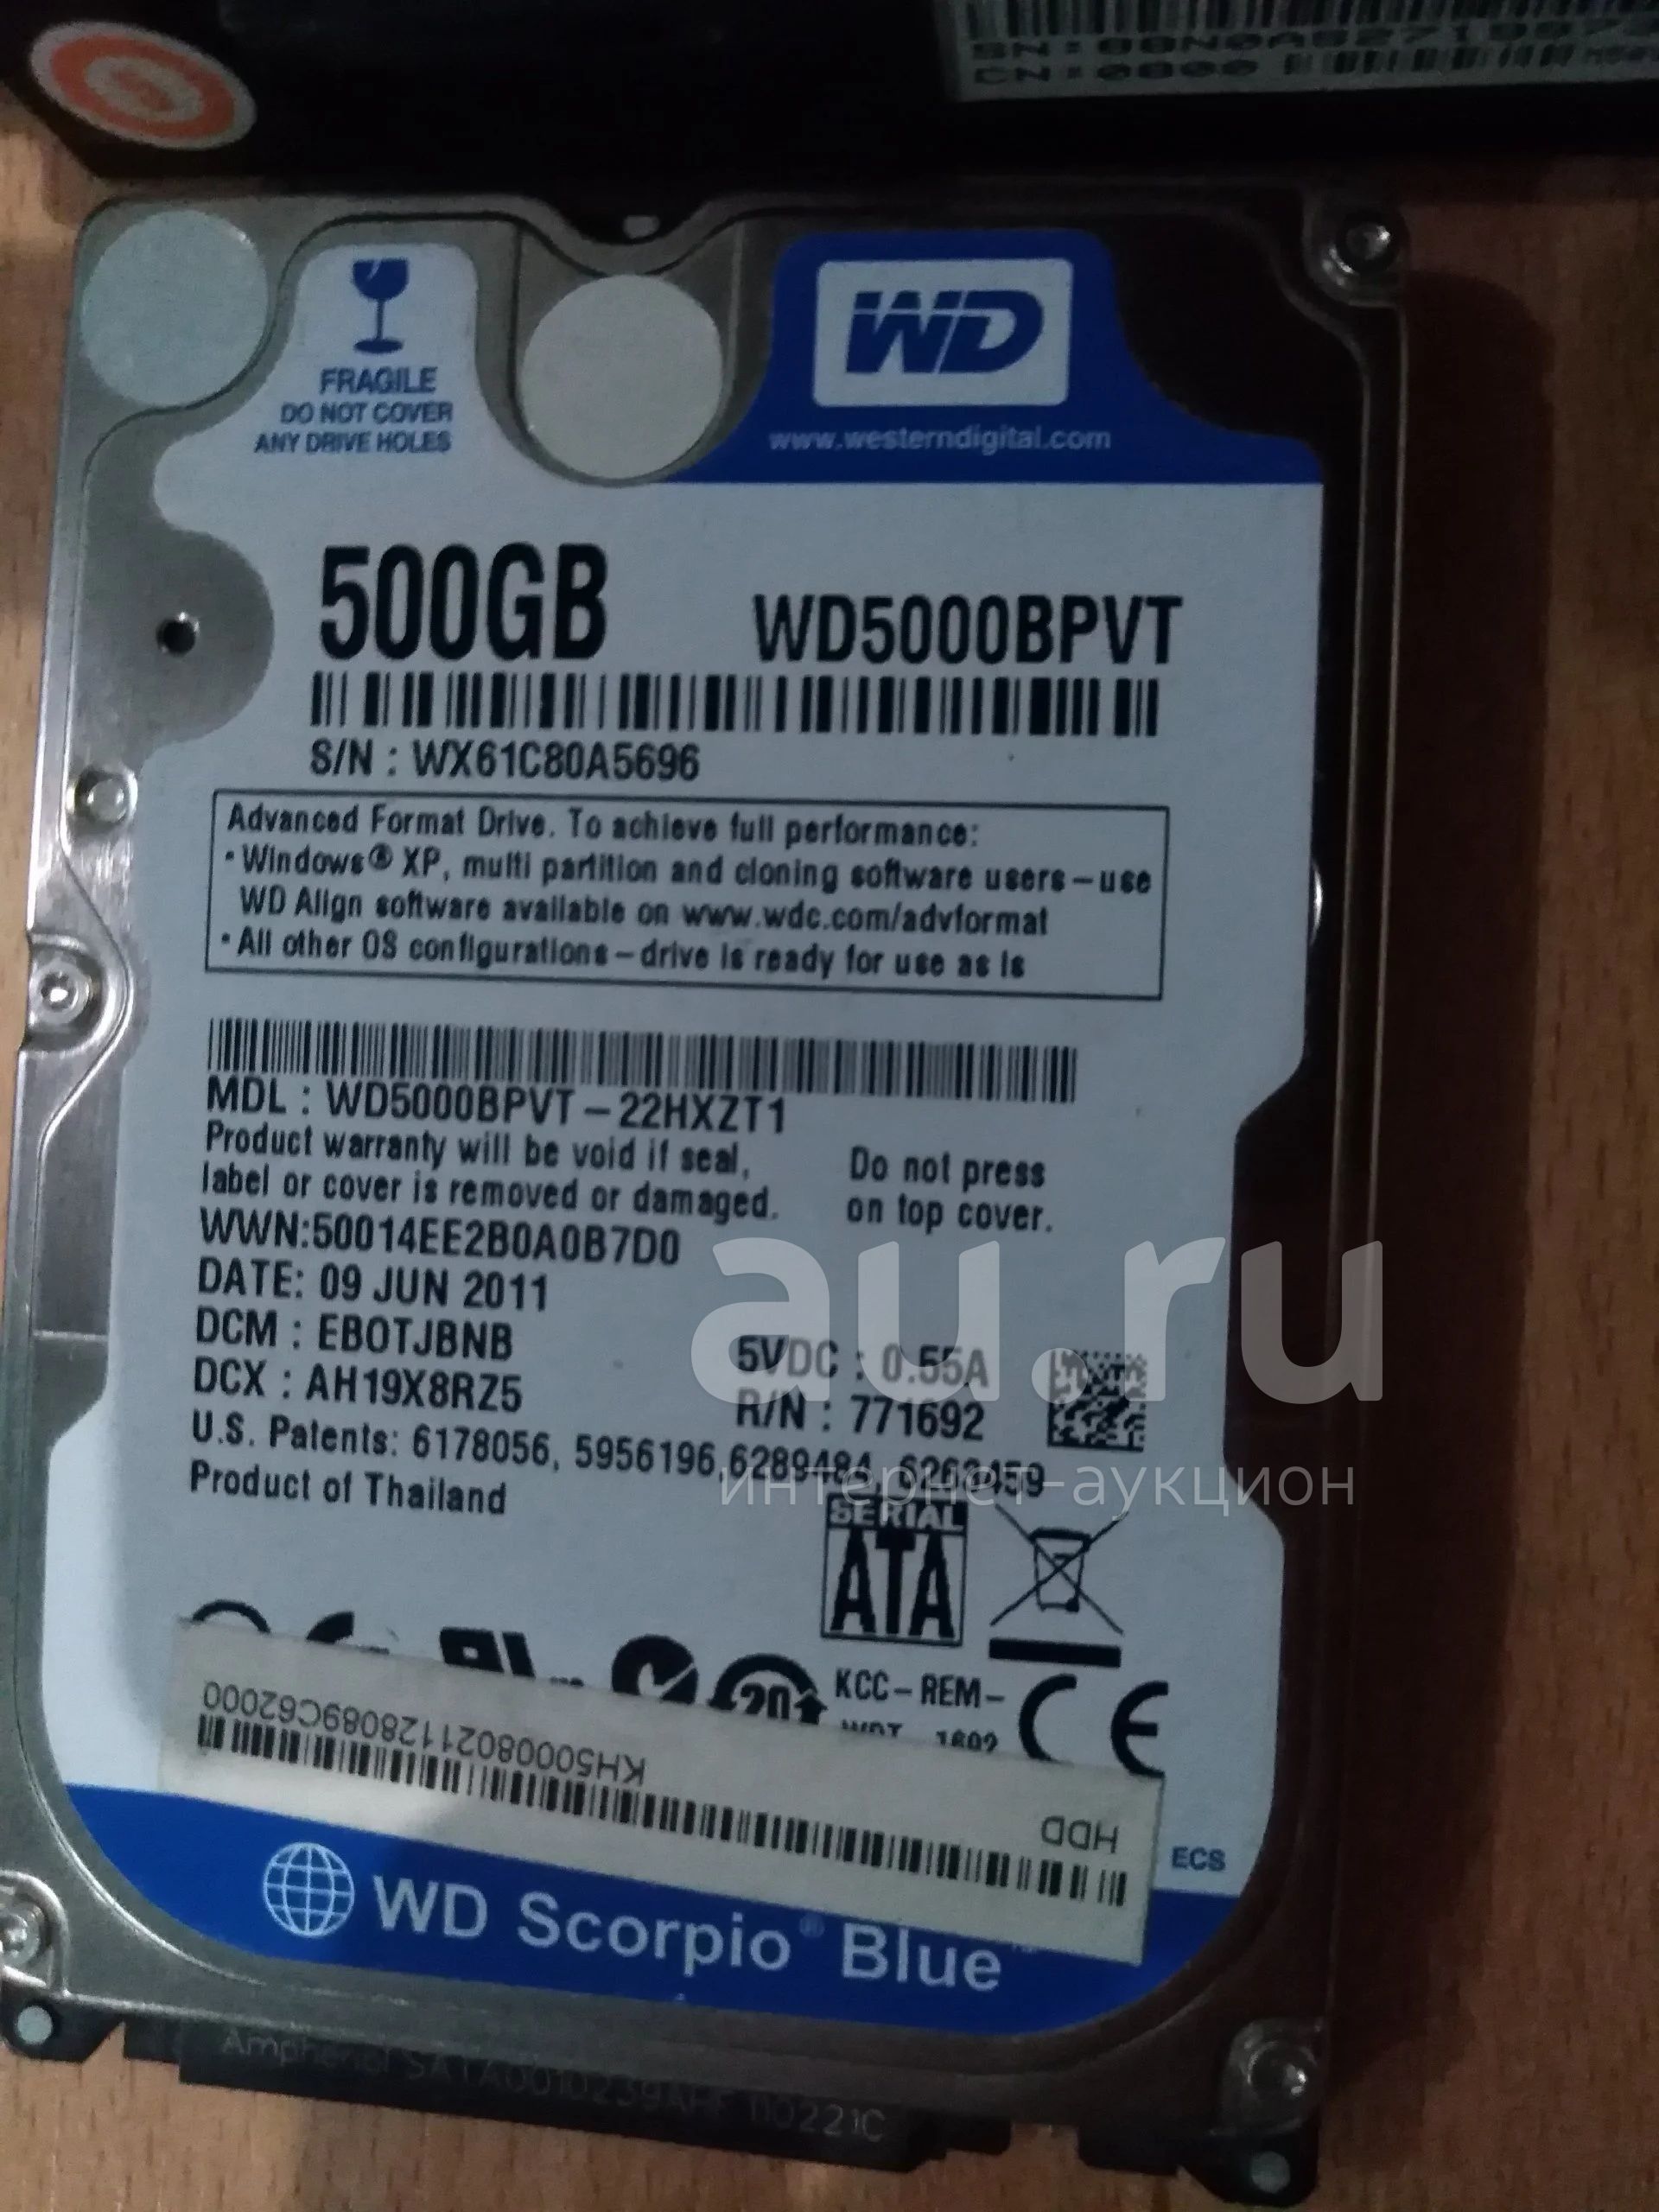 FRAGILE
DO NOT COVER
ANY DRIVE HOLES
WD
www.westerndigital.com
500GB WD5000BPVT
S/N : WX61C80A5696
Advanced Format Drive. To achieve full performance:
• Windows® XP, multi partition and cloning software users – use
WD Align software available on www.wdc.com/advformat
• All other OS configurations – drive is ready for use as is
MDL : WD5000BPVT – 22HXZT1
Product warranty will be void if seal,
label or cover is removed or damaged.
Do not press
on top cover.
WWN:50014EE2B0A0B7D0
DATE: 09 JUN 2011
DCM : EBOTJBNB
DCX : AH19X8RZ5
5VDC : 0.55A
R/N : 771692
U.S. Patents: 6178056, 5956196,6289484, 6262459
Product of Thailand
au.ru
интернет-аукцион
SERIAL
ATA
20
KCC – REM –
CE
KH50008021128089C62000
HDD
ECS
WD Scorpio® Blue